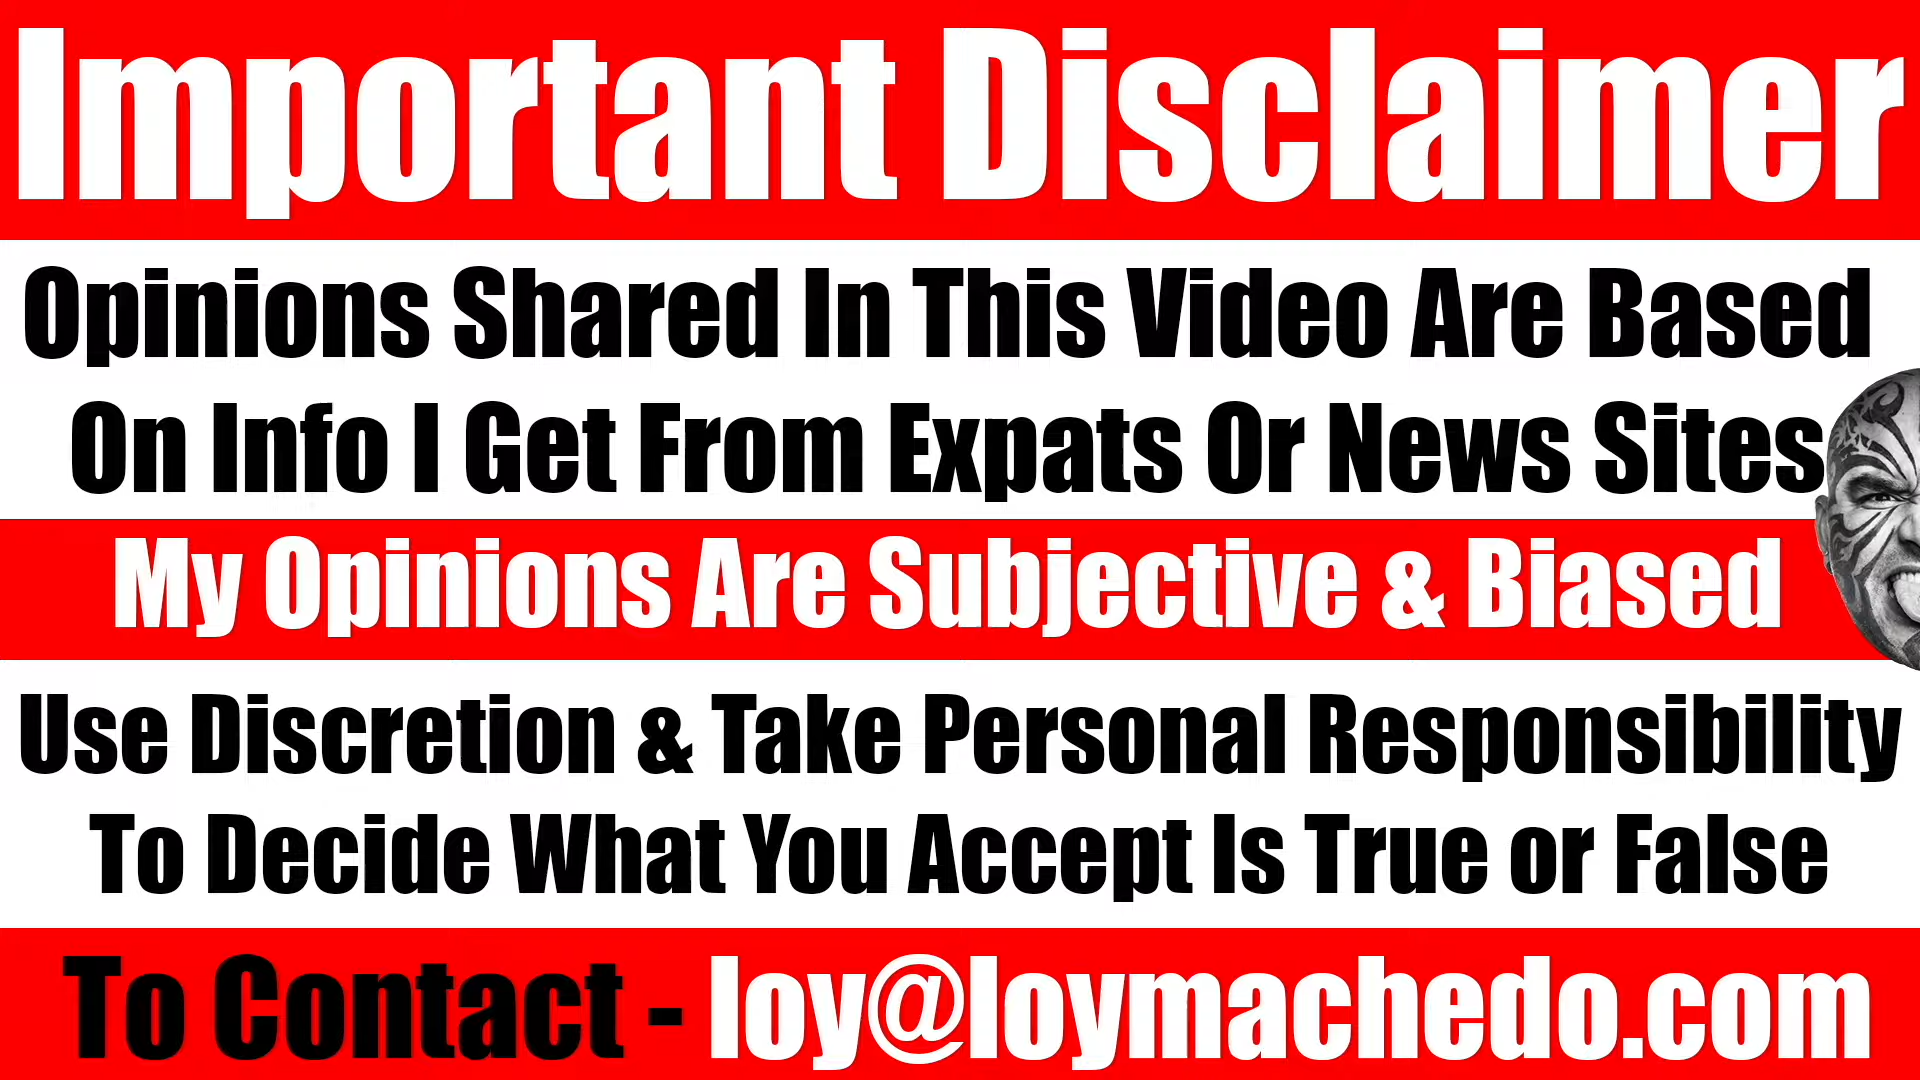 Important Disclaimer
Opinions Shared In This Video Are Based
On Info I Get From Expats Or News Sites
My Opinions Are Subjective & Biased
Use Discretion & Take Personal Responsibility
To Decide What You Accept Is True or False
To Contact - loy@loymachedo.com